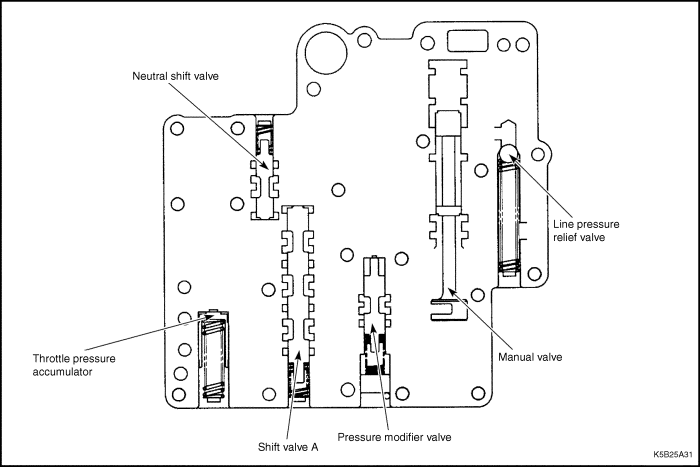 Neutral shift valve
Line pressure
relief valve
Manual valve
Throttle pressure
accumulator
Pressure modifier valve
Shift valve A
K5B25A31